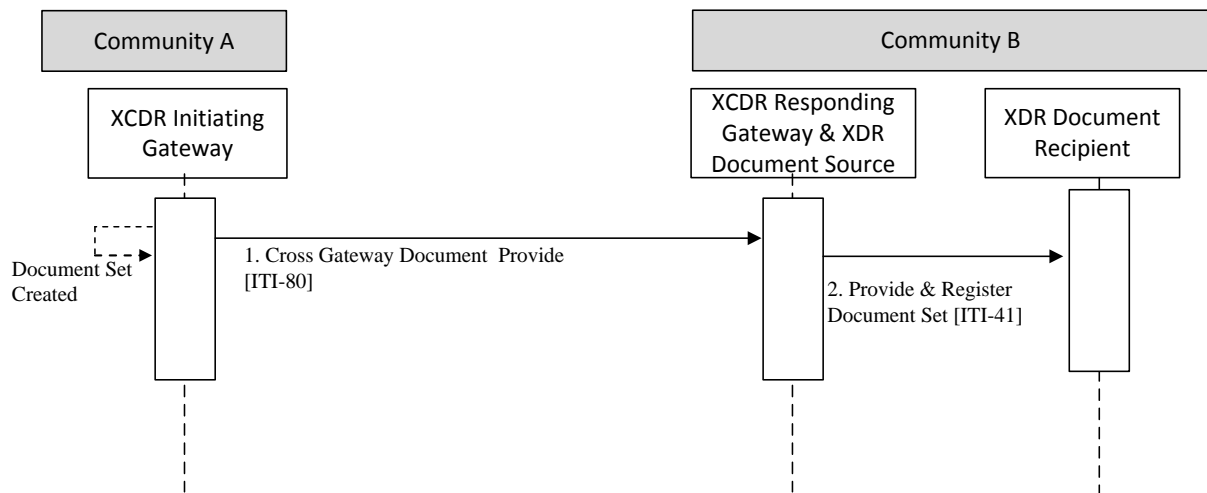 Community A
Community B
XCDR Initiating
Gateway
XCDR Responding
Gateway & XDR
Document Source
XDR Document
Recipient
Document Set
Created
1. Cross Gateway Document  Provide
[ITI-80]
2. Provide & Register
Document Set [ITI-41]